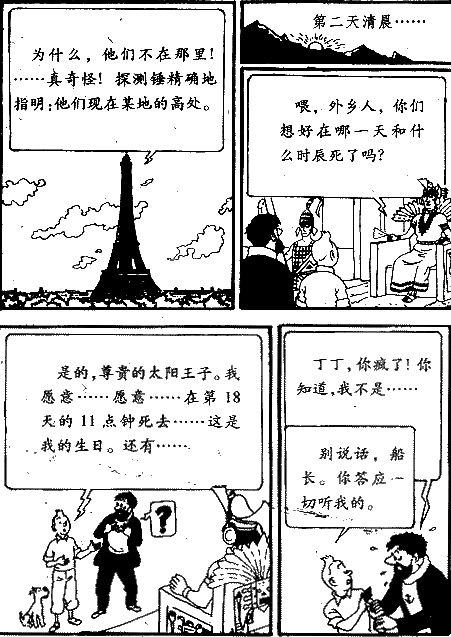 为什么，他们不在那里！
……真奇怪！探测锤精确地
指明：他们现在某地的高处。
第二天清晨……
喂，外乡人，你们
想好在哪一天和什
么时辰死了吗？
是的，尊贵的太阳王子。我
愿意……愿意……在第18
天的11点钟死去……这是
我的生日。还有……
?
丁丁，你疯了！你
知道，我不是……
别说话，船
长。你答应一
切听我的。